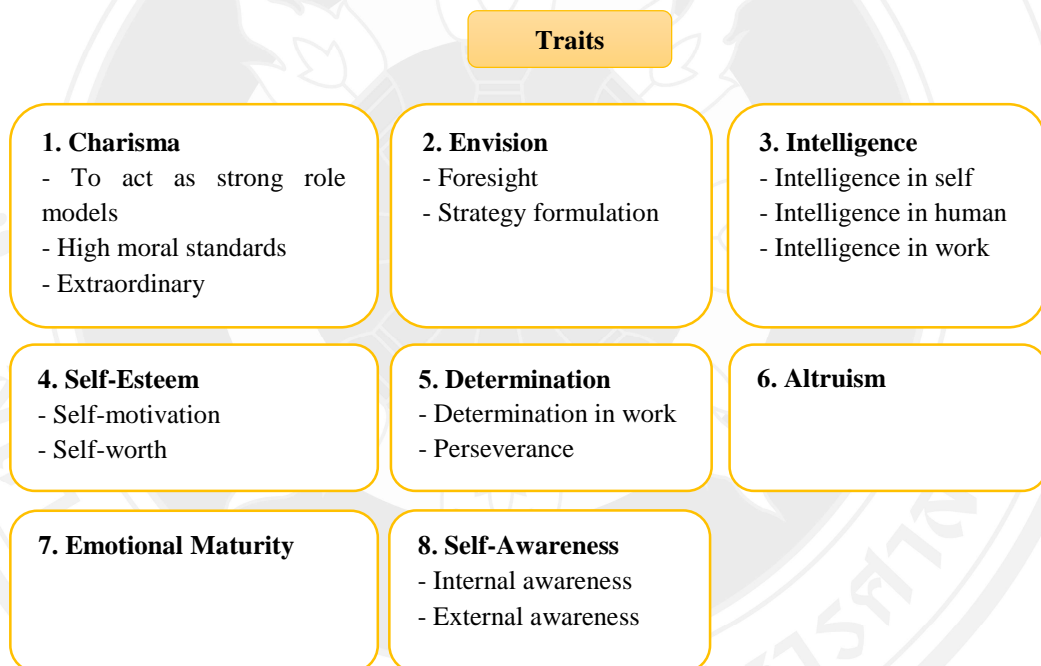 Traits
1. Charisma
- To act as strong role
models
- High moral standards
- Extraordinary
2. Envision
- Foresight
- Strategy formulation
3. Intelligence
- Intelligence in self
- Intelligence in human
- Intelligence in work
4. Self-Esteem
- Self-motivation
- Self-worth
5. Determination
- Determination in work
- Perseverance
6. Altruism
7. Emotional Maturity
8. Self-Awareness
- Internal awareness
- External awareness